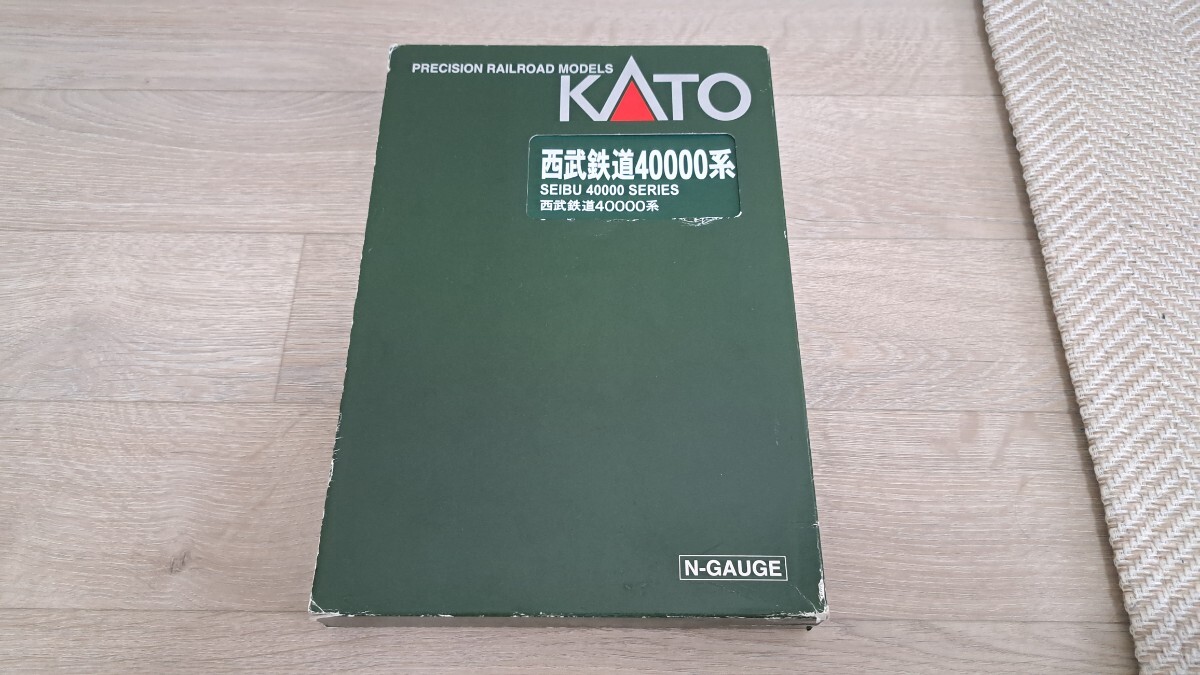 PRECISION RAILROAD MODELS
KATO
西武鉄道40000系
SEIBU 40000 SERIES
西武鉄道40000系
N-GAUGE